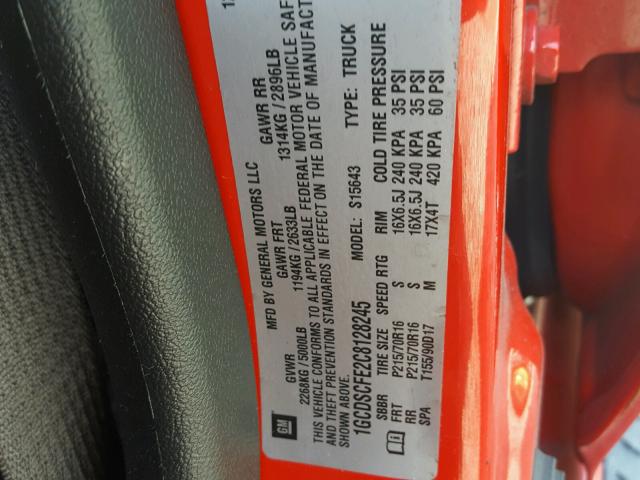 GM
MFD BY GENERAL MOTORS LLC
GVWR GAWR FRT GAWR RR
2268KG / 5000LB 1194KG / 2633LB 1314KG / 2896LB
THIS VEHICLE CONFORMS TO ALL APPLICABLE FEDERAL MOTOR VEHICLE SAF
AND THEFT PREVENTION STANDARDS IN EFFECT ON THE DATE OF MANUFACT
SHOWN ABOVE.
1GCDSCFE2C8128245 MODEL: S15643 TYPE: TRUCK
S8BR TIRE SIZE SPEED RTG RIM COLD TIRE PRESSURE
FRT P215/70R16 S 16X6.5J 240 KPA 35 PSI
RR P215/70R16 S 16X6.5J 240 KPA 35 PSI
SPA T155/90D17 M 17X4T 420 KPA 60 PSI